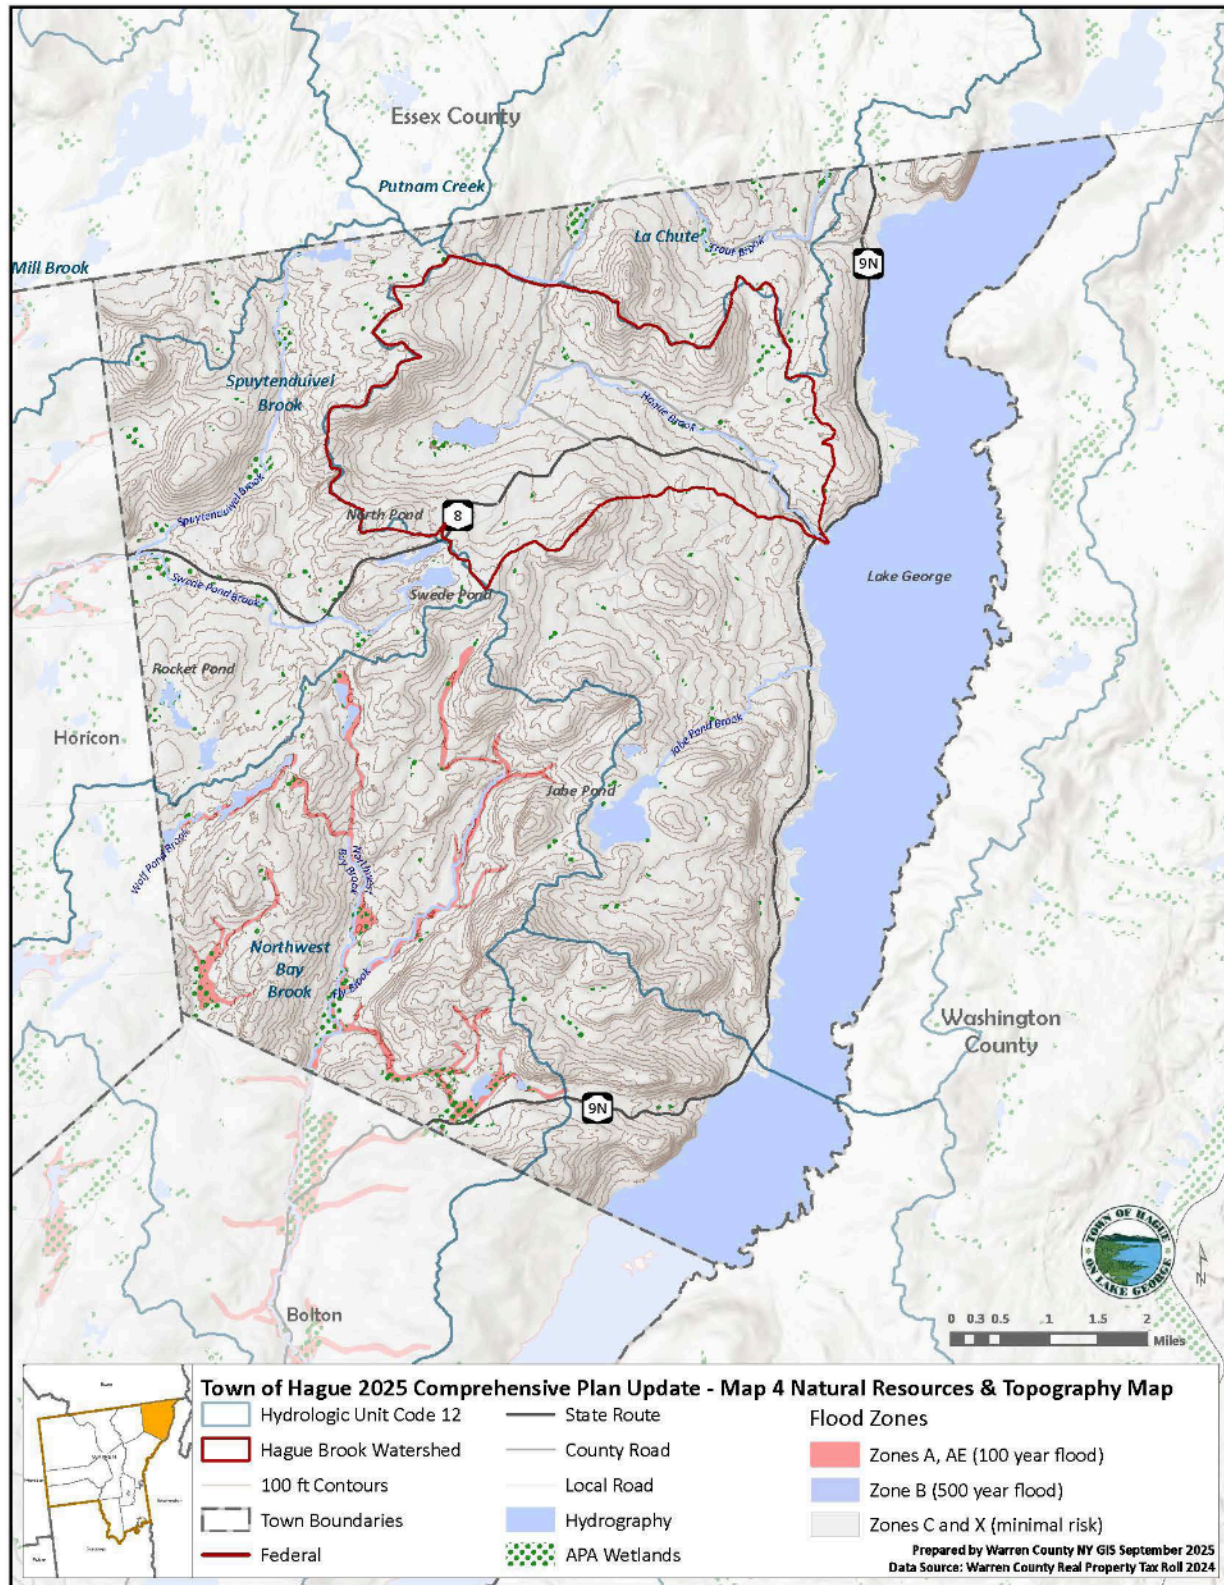 Essex County
Putnam Creek
La Chute
Trout Brook
Mill Brook
9N
Spuytenduivel
Brook
Hague Brook
North Pond
8
Spuytenduivel Brook
Swede Pond Brook
Swede Pond
Lake George
Rocket Pond
Horicon
Jabe Pond Brook
Jabe Pond
Wolf Pond Brook
Northwest
Bay Brook
Northwest
Bay
Brook
Fly Brook
Washington
County
9N
TOWN OF HAGUE
ON LAKE GEORGE
N
Bolton
0 0.3 0.5 1 1.5 2
Miles
Town of Hague 2025 Comprehensive Plan Update - Map 4 Natural Resources & Topography Map
Hydrologic Unit Code 12
State Route
Flood Zones
Hague Brook Watershed
County Road
Zones A, AE (100 year flood)
100 ft Contours
Local Road
Zone B (500 year flood)
Town Boundaries
Hydrography
Zones C and X (minimal risk)
Federal
APA Wetlands
Prepared by Warren County NY GIS September 2025
Data Source: Warren County Real Property Tax Roll 2024